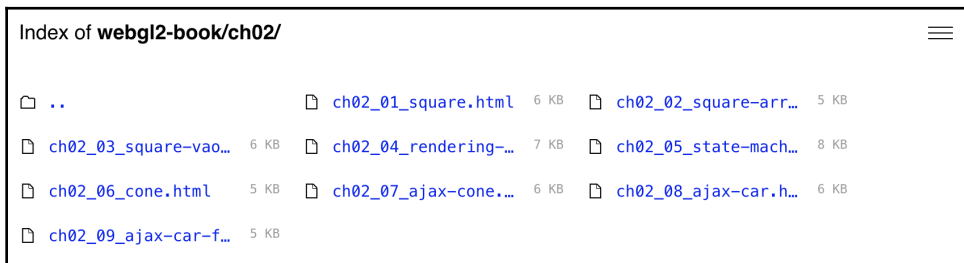 Index of webgl2-book/ch02/
.. ch02_01_square.html 6 KB ch02_02_square-arr… 5 KB
ch02_03_square-vao… 6 KB ch02_04_rendering-… 7 KB ch02_05_state-mach… 8 KB
ch02_06_cone.html 5 KB ch02_07_ajax-cone.… 6 KB ch02_08_ajax-car.h… 6 KB
ch02_09_ajax-car-f… 5 KB